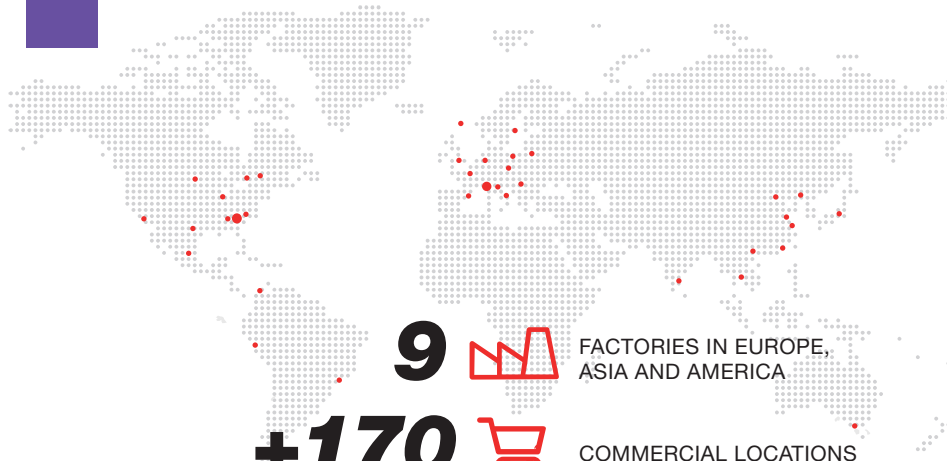 9
FACTORIES IN EUROPE,
ASIA AND AMERICA
+170
COMMERCIAL LOCATIONS